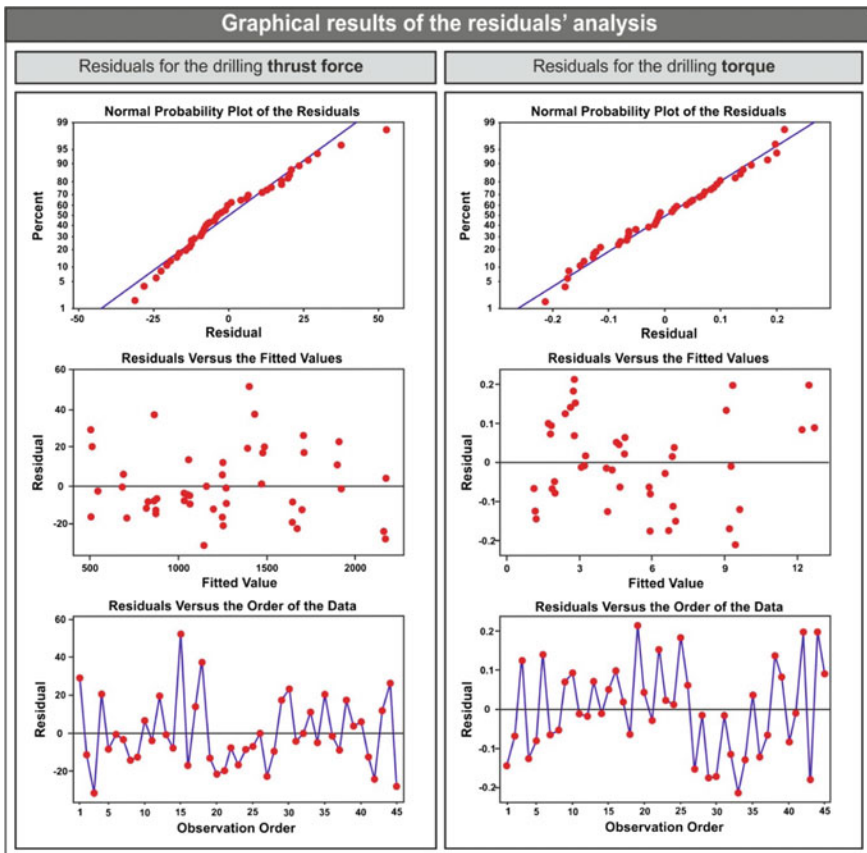 Graphical results of the residuals' analysis
Residuals for the drilling thrust force
Normal Probability Plot of the Residuals
99
95
90
80
70
60
50
40
30
20
10
5
1
Percent
-50 -25 0 25 50
Residual
Residuals Versus the Fitted Values
60
40
20
0
-20
Residual
500 1000 1500 2000
Fitted Value
Residuals Versus the Order of the Data
60
40
20
0
-20
Residual
1 5 10 15 20 25 30 35 40 45
Observation Order
Residuals for the drilling torque
Normal Probability Plot of the Residuals
99
95
90
80
70
60
50
40
30
20
10
5
1
Percent
-0.2 -0.1 0 0.1 0.2
Residual
Residuals Versus the Fitted Values
0.2
0.1
0
-0.1
-0.2
Residual
0 3 6 9 12
Fitted Value
Residuals Versus the Order of the Data
0.2
0.1
0
-0.1
-0.2
Residual
1 5 10 15 20 25 30 35 40 45
Observation Order